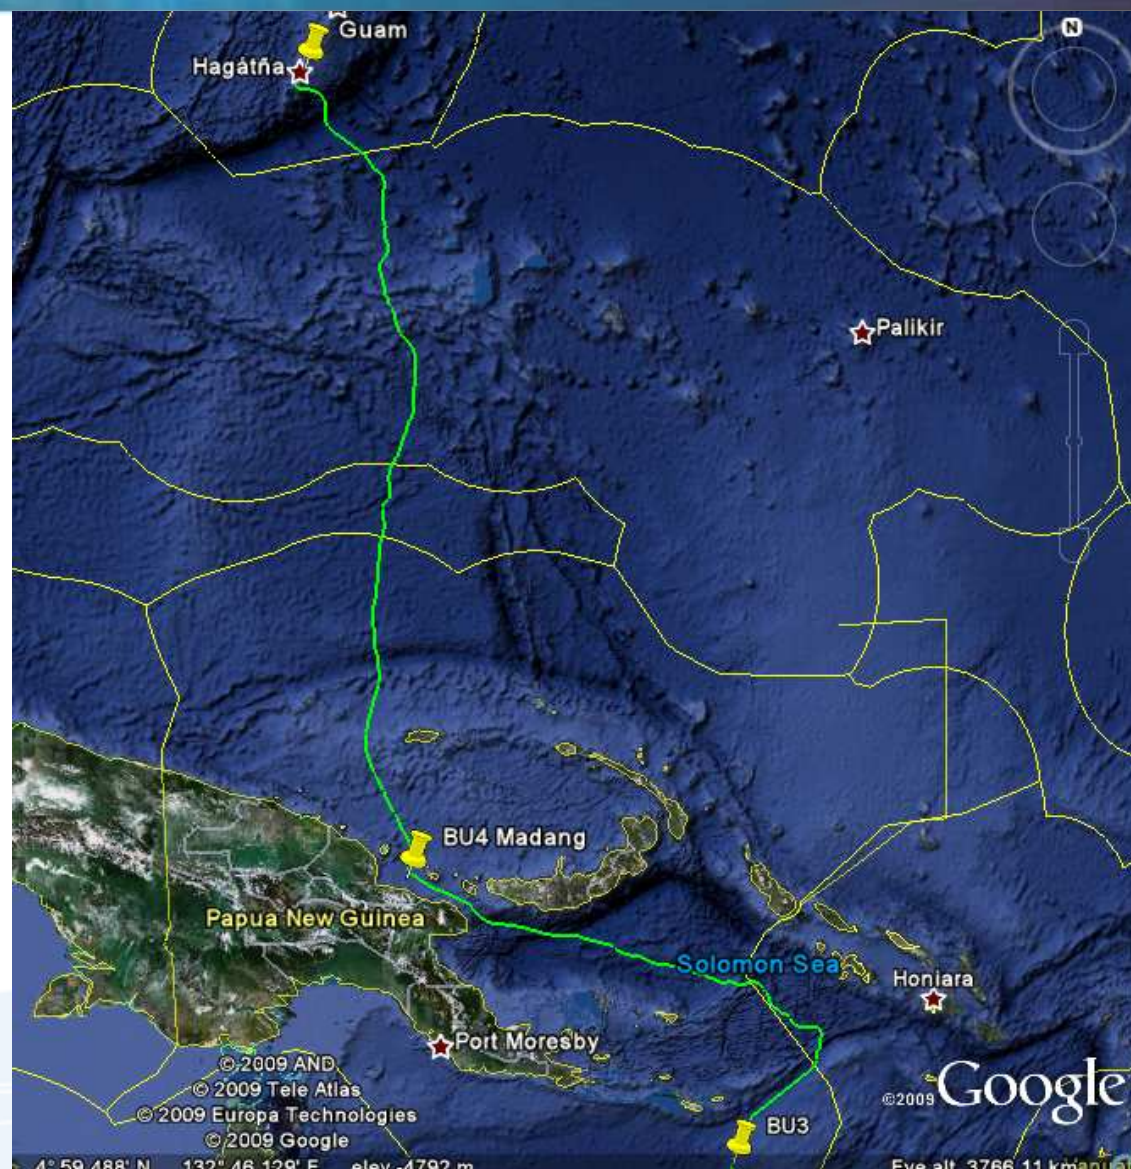 Guam
N
Hagåtña
Palikir
BU4 Madang
Papua New Guinea
Solomon Sea
Honiara
Port Moresby
© 2009 AND
© 2009 Tele Atlas
© 2009 Europa Technologies
© 2009 Google
©2009 Google
BU3
4° 59.488' N 132° 46.129' E elev -4792 m
Eye alt 3766.11 km